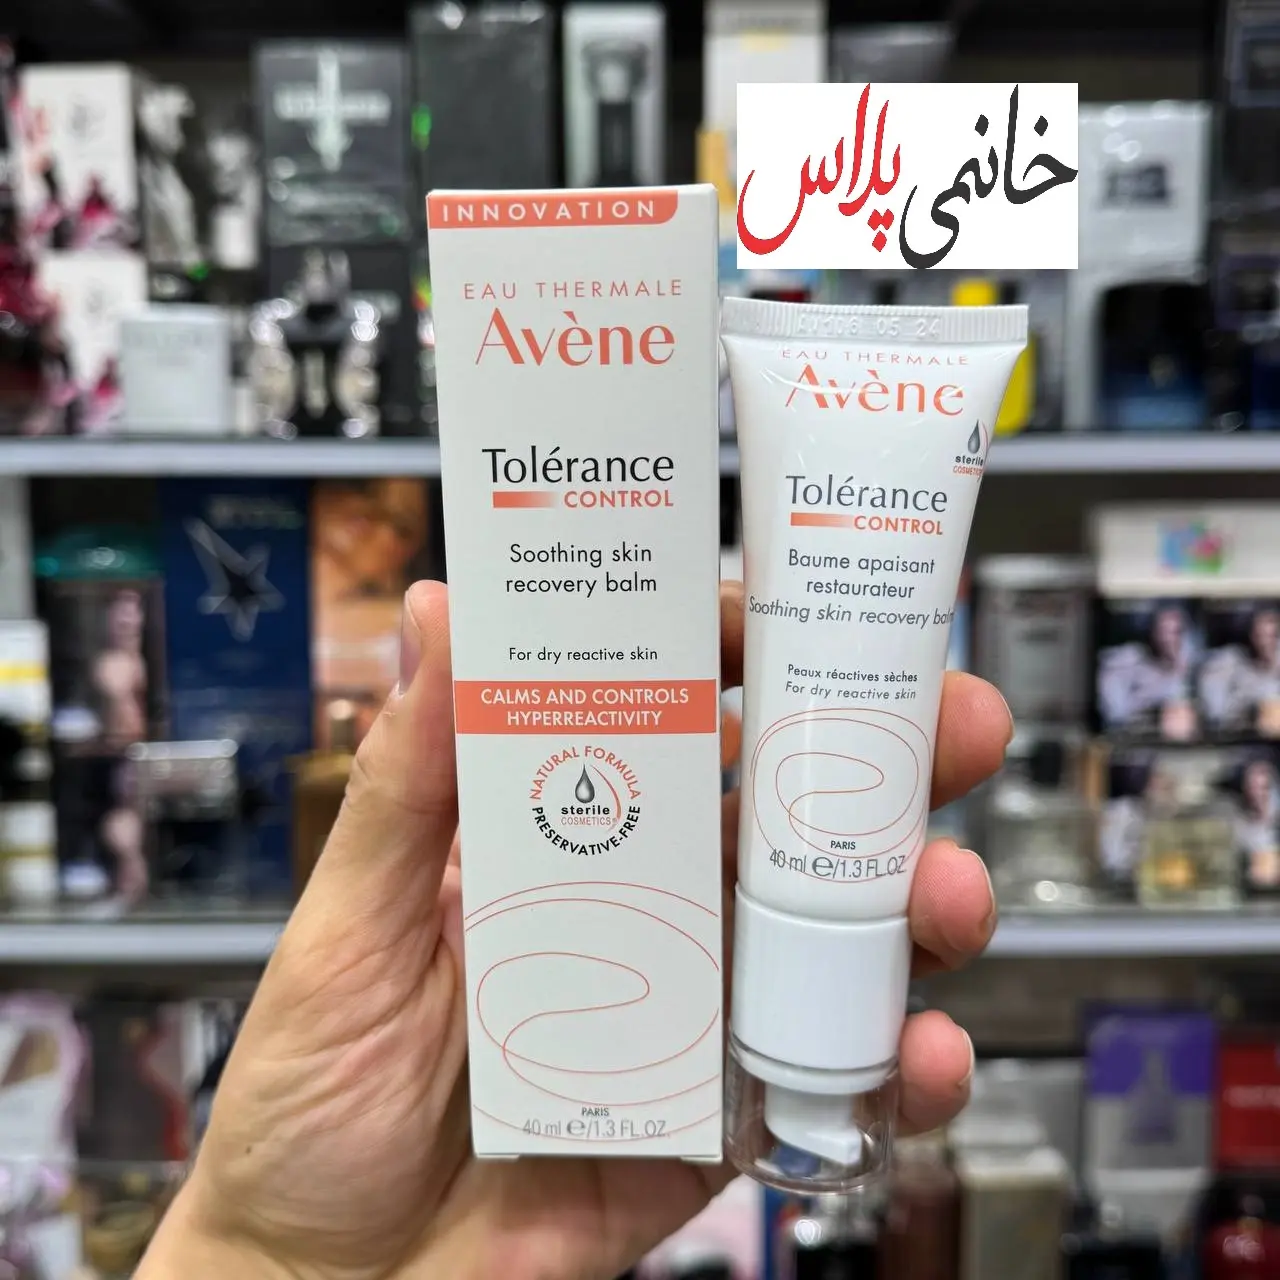 خانمی پلاس
INNOVATION
EAU THERMALE
Avène
Tolérance
CONTROL
Soothing skin
recovery balm
For dry reactive skin
CALMS AND CONTROLS
HYPERREACTIVITY
NATURAL FORMULA
sterile
COSMETICS
PRESERVATIVE-FREE
PARIS
40 ml e/1.3 FL.OZ.
05 24
EAU THERMALE
Avène
sterile
COSMETICS
Tolérance
CONTROL
Baume apaisant
restaurateur
Soothing skin recovery balm
Peaux réactives sèches
For dry reactive skin
PARIS
40 ml e/1.3 FL.OZ.